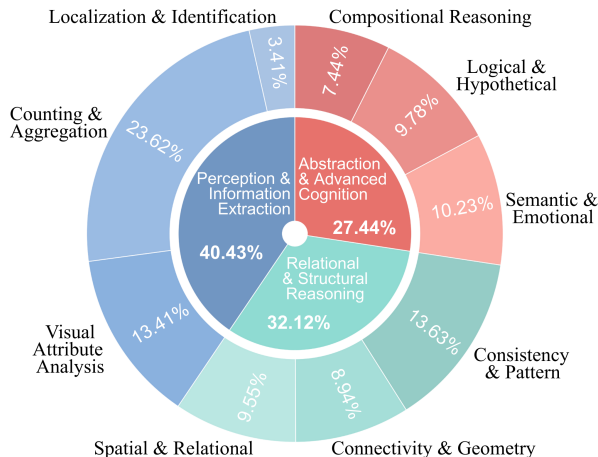 Localization & Identification
3.41%
Compositional Reasoning
7.44%
Logical &
Hypothetical
9.78%
Counting &
Aggregation
23.62%
Perception &
Information
Extraction
40.43%
Abstraction
& Advanced
Cognition
27.44%
Semantic &
Emotional
10.23%
Relational
& Structural
Reasoning
32.12%
Visual
Attribute
Analysis
13.41%
Consistency
& Pattern
13.63%
Spatial & Relational
9.55%
Connectivity & Geometry
8.94%